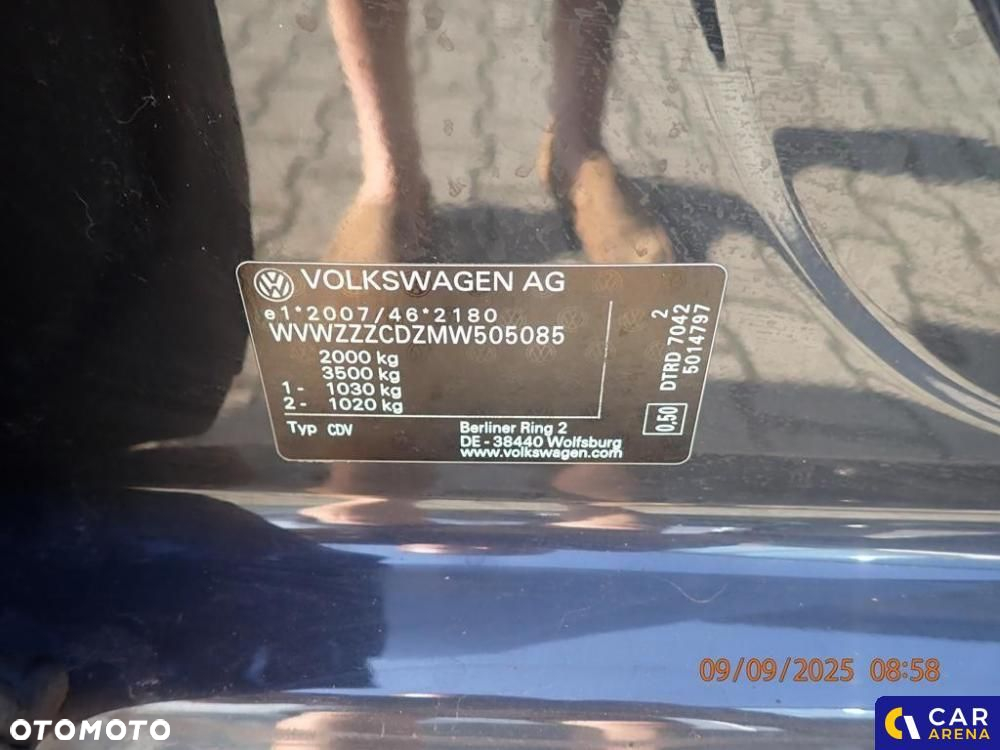 VOLKSWAGEN AG
e1*2007/46*2180
WVWZZZCDZMW505085
2000 kg
3500 kg
1- 1030 kg
2- 1020 kg
Typ CDV
Berliner Ring 2
DE-38440 Wolfsburg
www.volkswagen.com
2
DTRD 7042
5014797
0,50
09/09/2025 08:58
OTOMOTO
CAR
ARENA